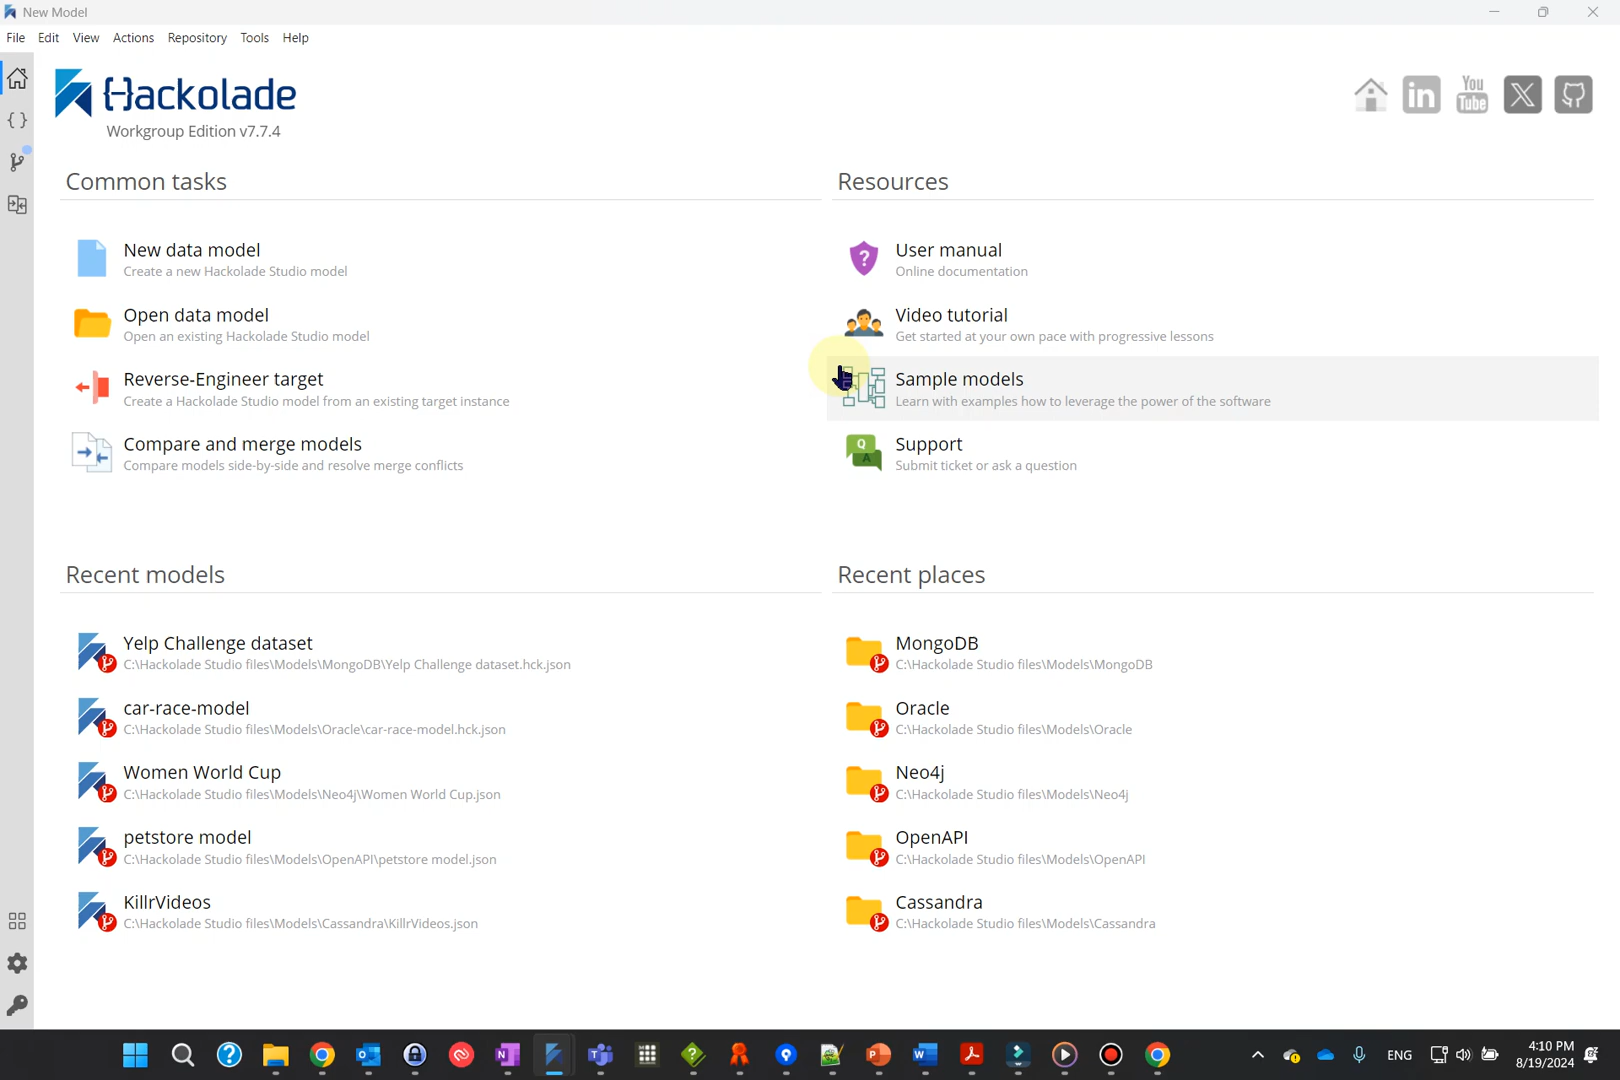 New Model
File Edit View Actions Repository Tools Help
Hackolade
Workgroup Edition v7.7.4
You
Tube
Common tasks
New data model
Create a new Hackolade Studio model
Open data model
Open an existing Hackolade Studio model
Reverse-Engineer target
Create a Hackolade Studio model from an existing target instance
Compare and merge models
Compare models side-by-side and resolve merge conflicts
Resources
User manual
Online documentation
Video tutorial
Get started at your own pace with progressive lessons
Sample models
Learn with examples how to leverage the power of the software
Support
Submit ticket or ask a question
Recent models
Yelp Challenge dataset
C:\Hackolade Studio files\Models\MongoDB\Yelp Challenge dataset.hck.json
car-race-model
C:\Hackolade Studio files\Models\Oracle\car-race-model.hck.json
Women World Cup
C:\Hackolade Studio files\Models\Neo4j\Women World Cup.json
petstore model
C:\Hackolade Studio files\Models\OpenAPI\petstore model.json
KillrVideos
C:\Hackolade Studio files\Models\Cassandra\KillrVideos.json
Recent places
MongoDB
C:\Hackolade Studio files\Models\MongoDB
Oracle
C:\Hackolade Studio files\Models\Oracle
Neo4j
C:\Hackolade Studio files\Models\Neo4j
OpenAPI
C:\Hackolade Studio files\Models\OpenAPI
Cassandra
C:\Hackolade Studio files\Models\Cassandra
ENG
4:10 PM
8/19/2024